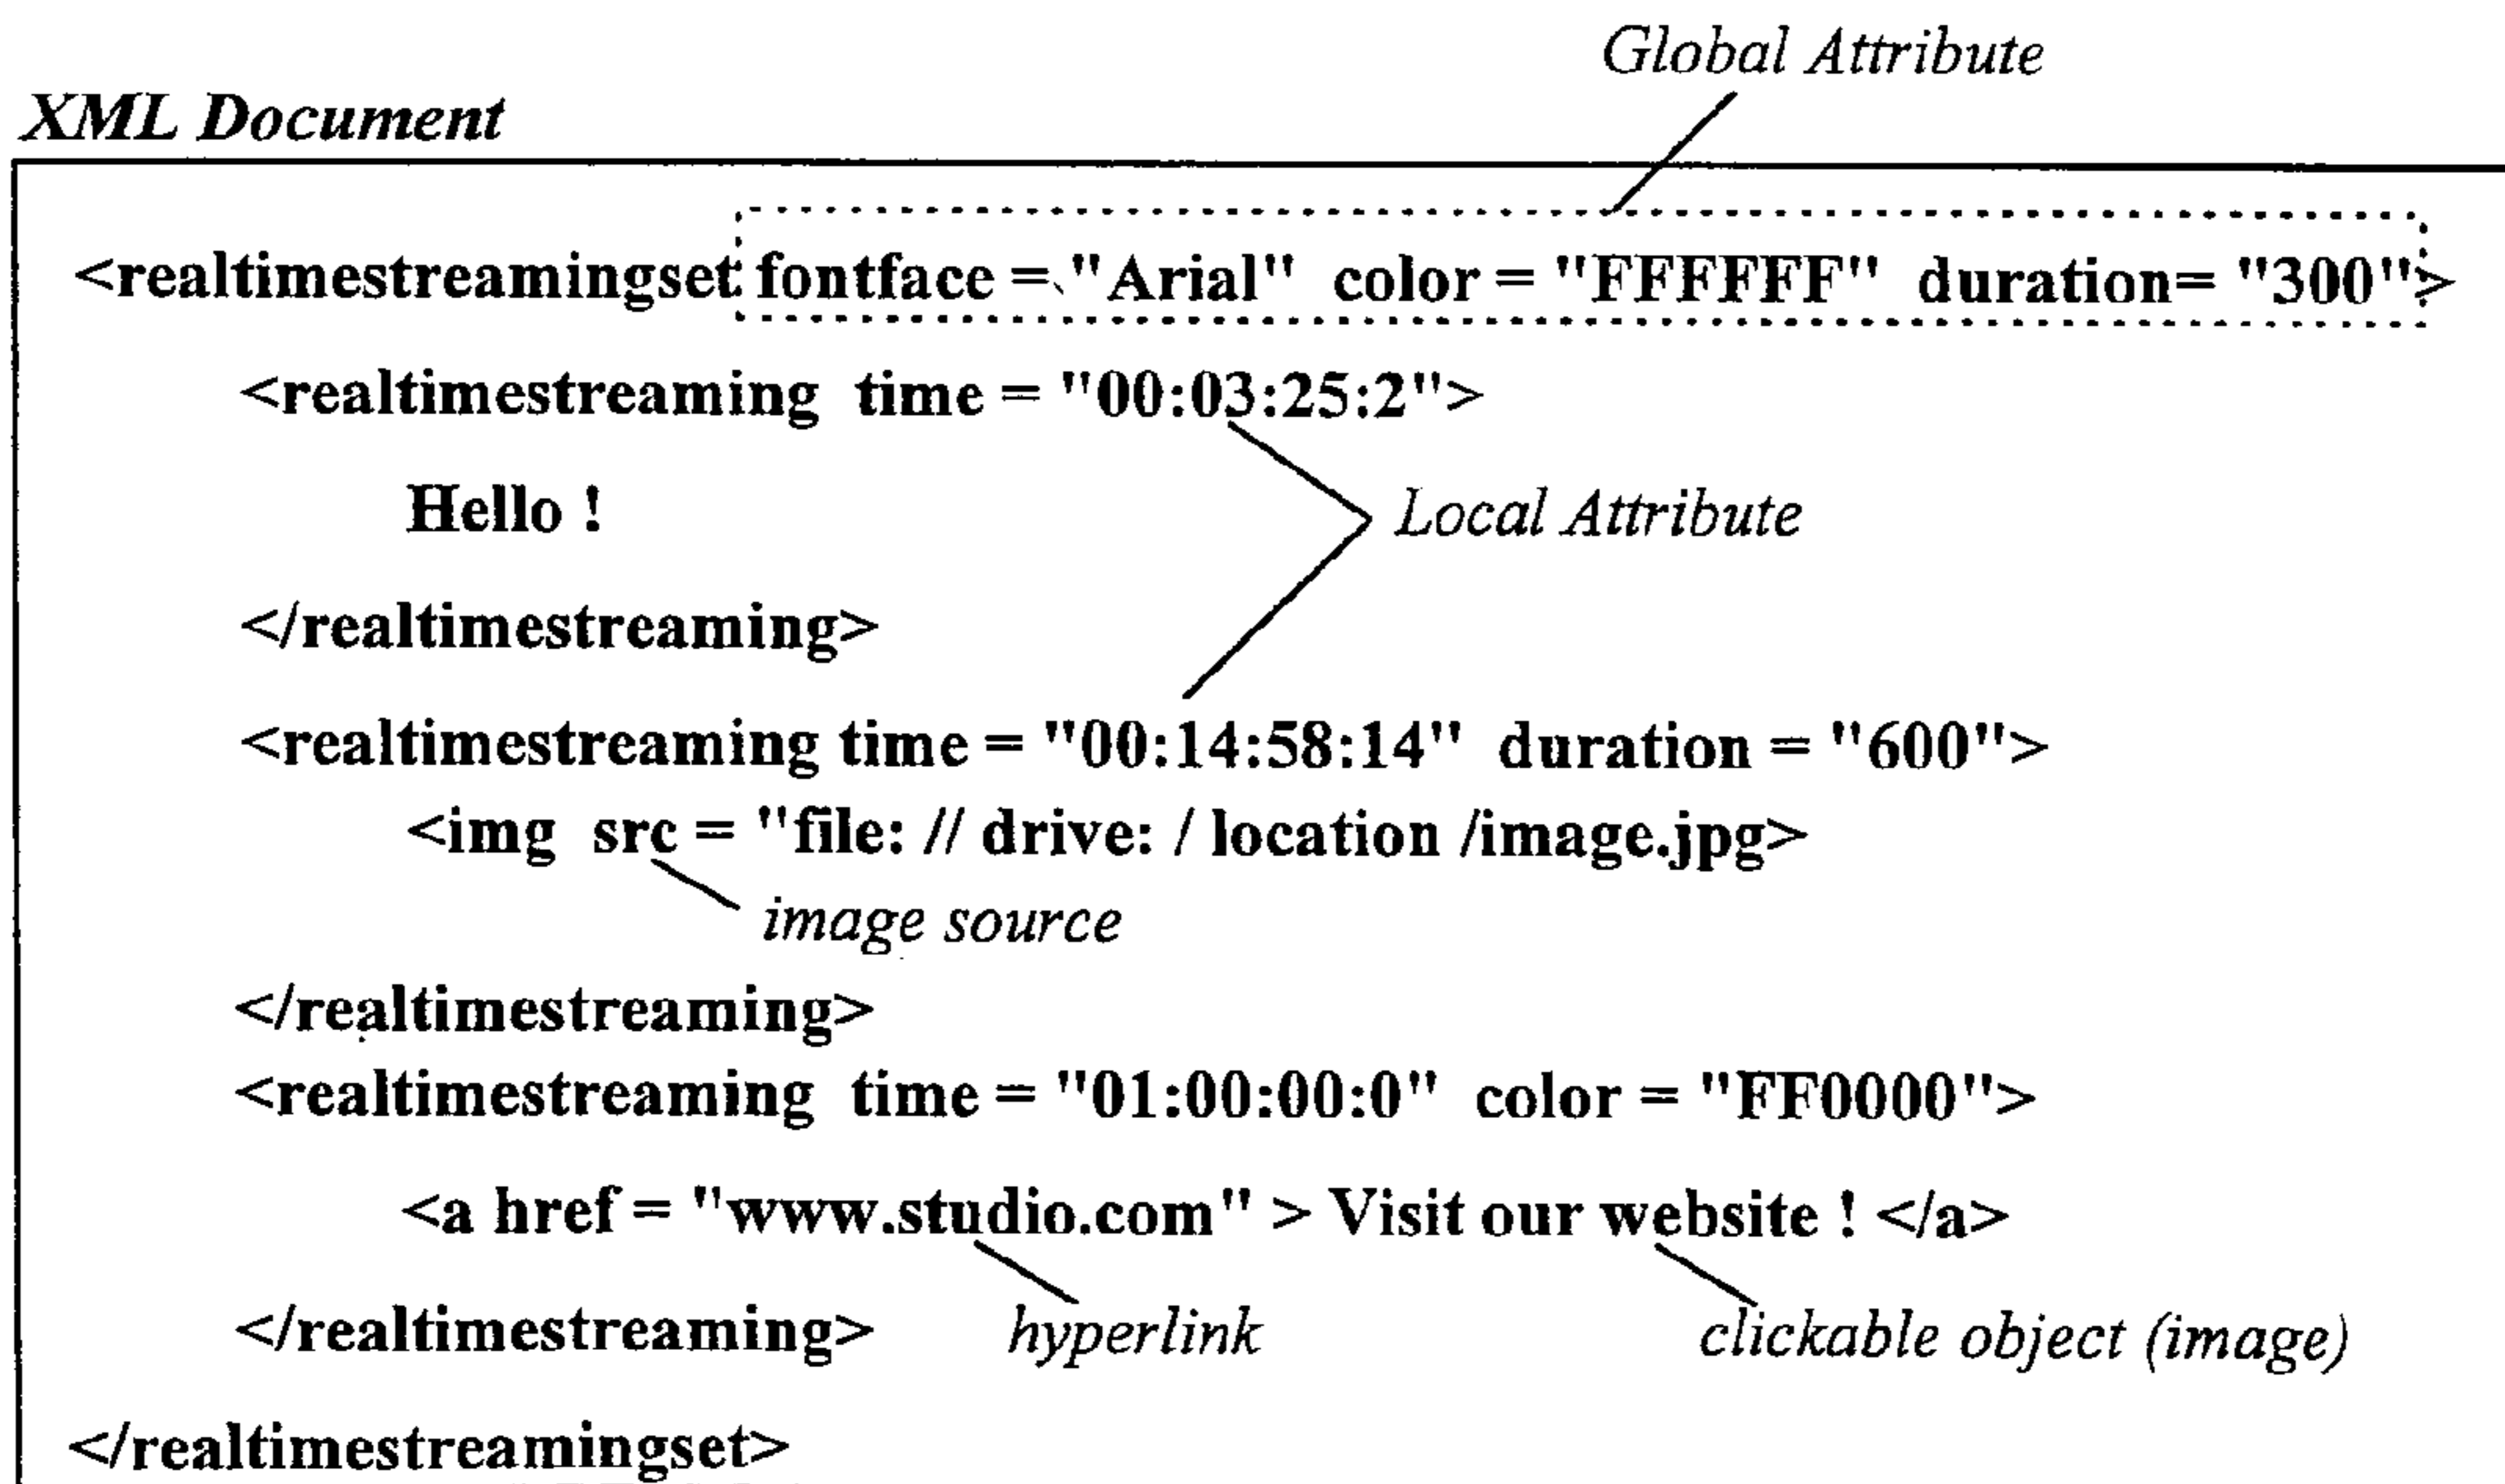 Global Attribute
XML Document
<realtimestreamingset fontface = "Arial" color = "FFFFFF" duration= "300">
<realtimestreaming time = "00:03:25:2">
Hello !
Local Attribute
</realtimestreaming>
<realtimestreaming time = "00:14:58:14" duration = "600">
<img src = "file: // drive: / location /image.jpg>
image source
</realtimestreaming>
<realtimestreaming time = "01:00:00:0" color = "FF0000">
<a href = "www.studio.com" > Visit our website ! </a>
</realtimestreaming> hyperlink clickable object (image)
</realtimestreamingset>